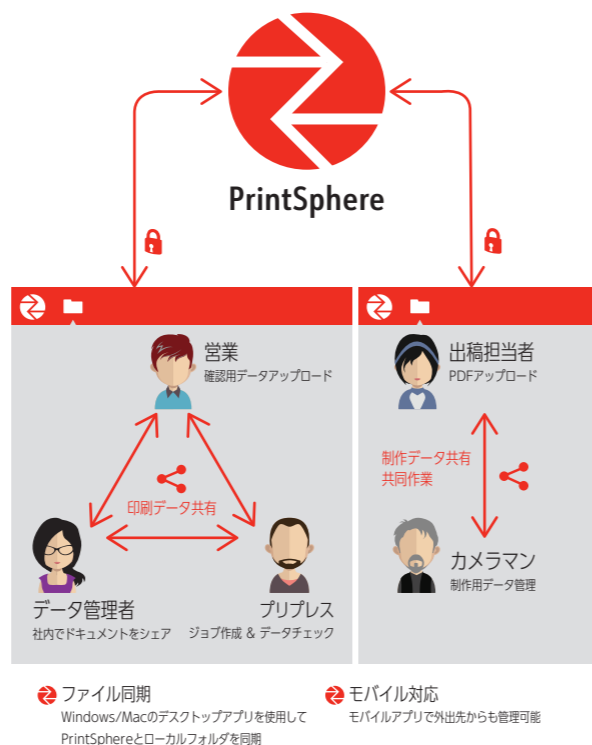 PrintSphere
営業
確認用データアップロード
印刷データ共有
データ管理者
社内でドキュメントをシェア
プリプレス
ジョブ作成 & データチェック
出稿担当者
PDFアップロード
制作データ共有
共同作業
カメラマン
制作用データ管理
ファイル同期
Windows/Macのデスクトップアプリを使用して
PrintSphereとローカルフォルダを同期
モバイル対応
モバイルアプリで外出先からも管理可能